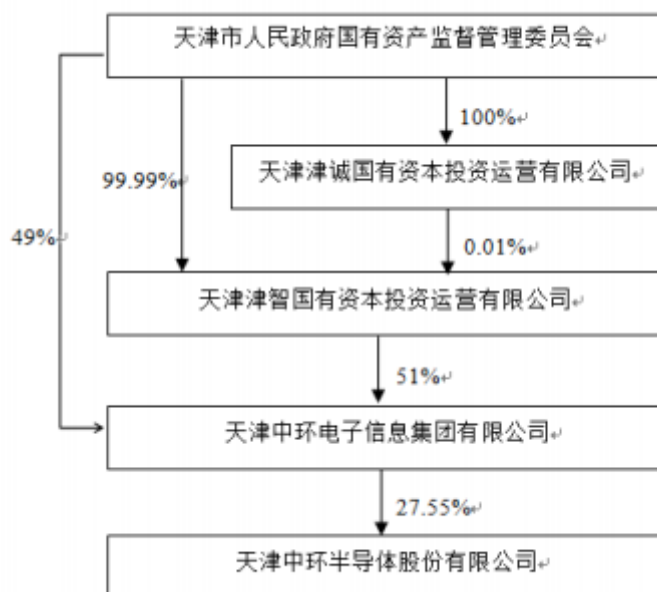 天津市人民政府国有资产监督管理委员会
100%
天津津诚国有资本投资运营有限公司
99.99%
49%
0.01%
天津津智国有资本投资运营有限公司
51%
天津中环电子信息集团有限公司
27.55%
天津中环半导体股份有限公司